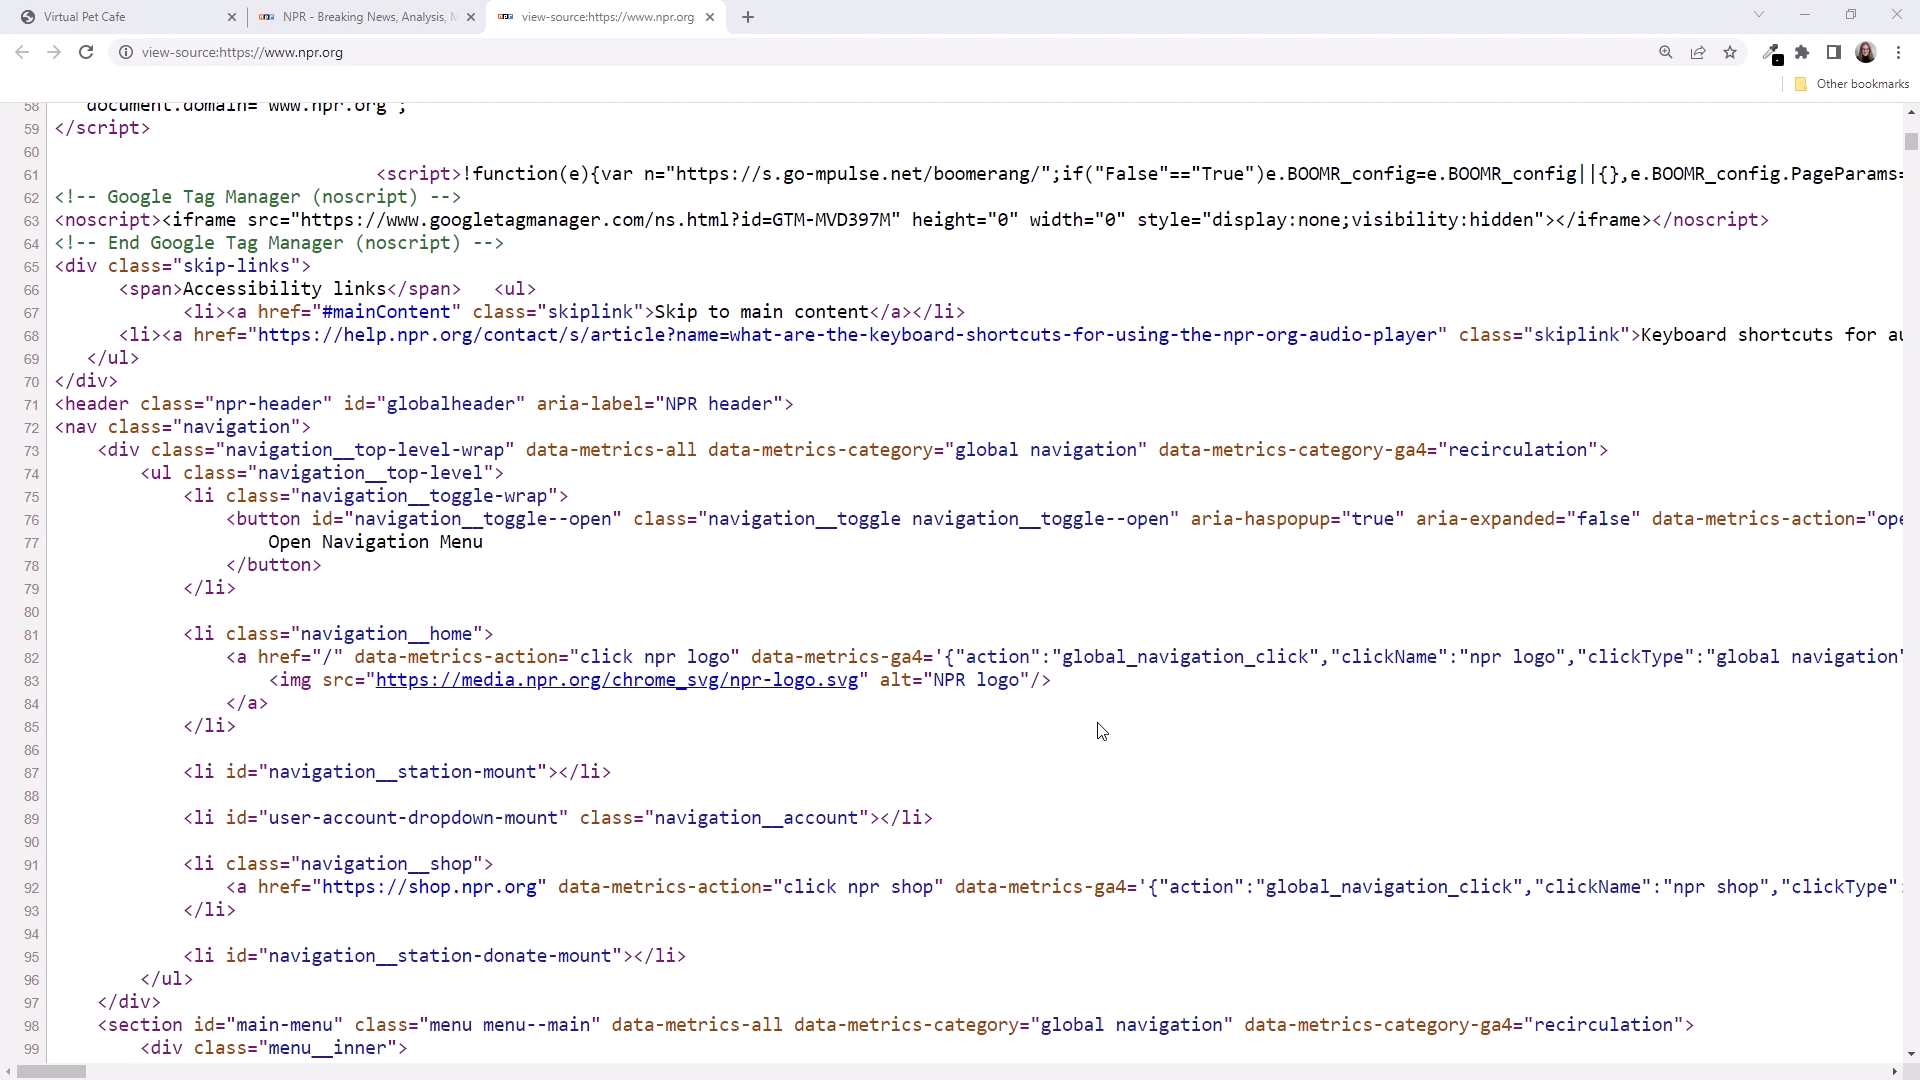 Virtual Pet Cafe
NPR - Breaking News, Analysis,
view-source:https://www.npr.org
view-source:https://www.npr.org
Other bookmarks
58 document.domain="www.npr.org";
59 </script>
60
61 <script>!function(e){var n="https://s.go-mpulse.net/boomerang/";if("False"=="True")e.BOOMR_config=e.BOOMR_config||{},e.BOOMR_config.PageParams=
62 <!-- Google Tag Manager (noscript) -->
63 <noscript><iframe src="https://www.googletagmanager.com/ns.html?id=GTM-MVD397M" height="0" width="0" style="display:none;visibility:hidden"></iframe></noscript>
64 <!-- End Google Tag Manager (noscript) -->
65 <div class="skip-links">
66 <span>Accessibility links</span> <ul>
67 <li><a href="#mainContent" class="skiplink">Skip to main content</a></li>
68 <li><a href="https://help.npr.org/contact/s/article?name=what-are-the-keyboard-shortcuts-for-using-the-npr-org-audio-player" class="skiplink">Keyboard shortcuts for au
69 </ul>
70 </div>
71 <header class="npr-header" id="globalheader" aria-label="NPR header">
72 <nav class="navigation">
73 <div class="navigation__top-level-wrap" data-metrics-all data-metrics-category="global navigation" data-metrics-category-ga4="recirculation">
74 <ul class="navigation__top-level">
75 <li class="navigation__toggle-wrap">
76 <button id="navigation__toggle--open" class="navigation__toggle navigation__toggle--open" aria-haspopup="true" aria-expanded="false" data-metrics-action="ope
77 Open Navigation Menu
78 </button>
79 </li>
80
81 <li class="navigation__home">
82 <a href="/" data-metrics-action="click npr logo" data-metrics-ga4='{"action":"global_navigation_click","clickName":"npr logo","clickType":"global navigation"
83 <img src="https://media.npr.org/chrome_svg/npr-logo.svg" alt="NPR logo"/>
84 </a>
85 </li>
86
87 <li id="navigation__station-mount"></li>
88
89 <li id="user-account-dropdown-mount" class="navigation__account"></li>
90
91 <li class="navigation__shop">
92 <a href="https://shop.npr.org" data-metrics-action="click npr shop" data-metrics-ga4='{"action":"global_navigation_click","clickName":"npr shop","clickType":
93 </li>
94
95 <li id="navigation__station-donate-mount"></li>
96 </ul>
97 </div>
98 <section id="main-menu" class="menu menu--main" data-metrics-all data-metrics-category="global navigation" data-metrics-category-ga4="recirculation">
99 <div class="menu__inner">